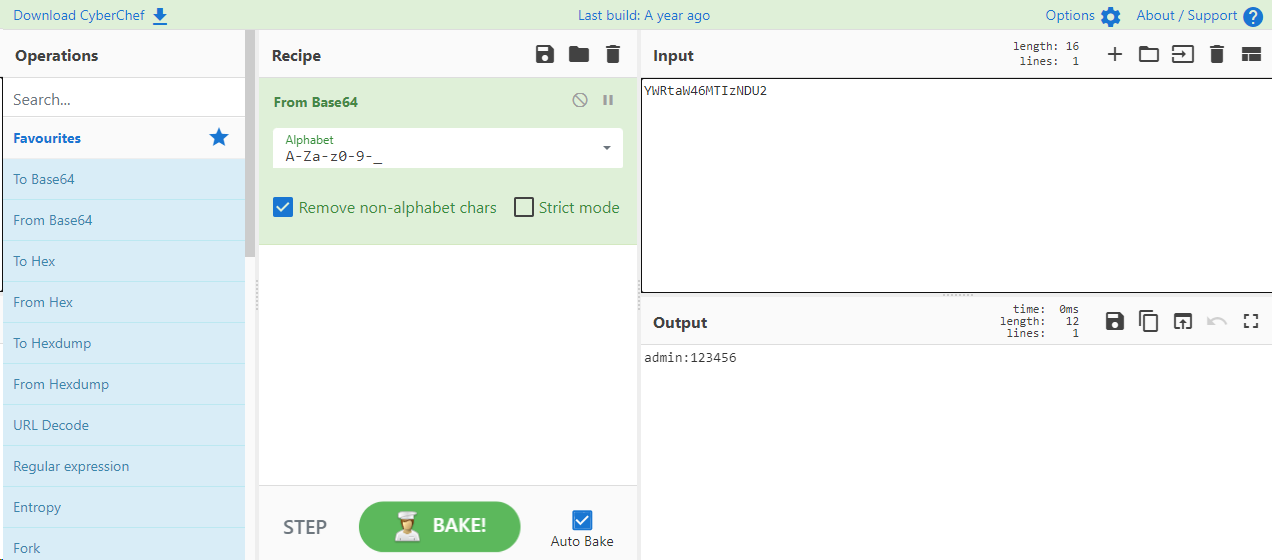 Download CyberChef
Last build: A year ago
Options
About / Support
Operations
Search...
Favourites
To Base64
From Base64
To Hex
From Hex
To Hexdump
From Hexdump
URL Decode
Regular expression
Entropy
Fork
Recipe
From Base64
Alphabet
A-Za-z0-9-_
Remove non-alphabet chars
Strict mode
STEP
BAKE!
Auto Bake
Input
length: 16
lines: 1
YWRtaW46MTIzNDU2
Output
time: 0ms
length: 12
lines: 1
admin:123456